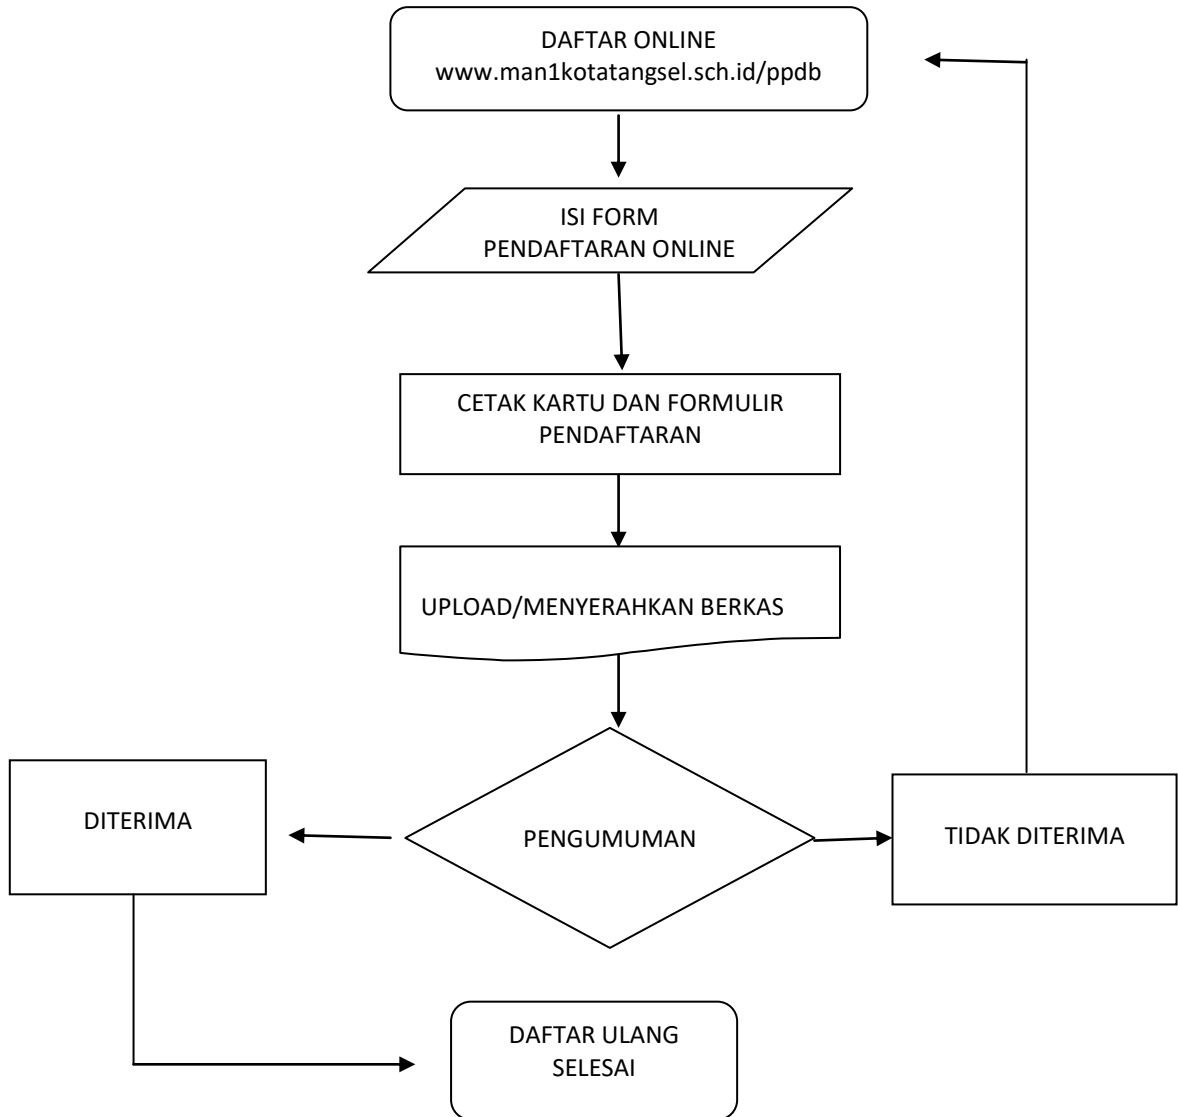 DAFTAR ONLINE
www.man1kotatangsel.sch.id/ppdb
ISI FORM
PENDAFTARAN ONLINE
CETAK KARTU DAN FORMULIR
PENDAFTARAN
UPLOAD/MENYERAHKAN BERKAS
DITERIMA
PENGUMUMAN
TIDAK DITERIMA
DAFTAR ULANG
SELESAI